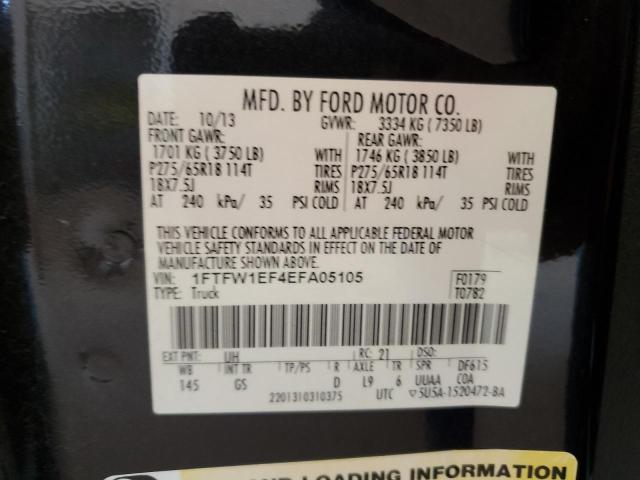 MFD. BY FORD MOTOR CO.
DATE: 10/13 GVWR: 3334 KG (7350 LB)
FRONT GAWR: REAR GAWR:
1701 KG (3750 LB) WITH 1746 KG (3850 LB) WITH
P275/65R18 114T TIRES P275/65R18 114T TIRES
18X7.5J RIMS 18X7.5J RIMS
AT 240 kPa/ 35 PSI COLD AT 240 kPa/ 35 PSI COLD
THIS VEHICLE CONFORMS TO ALL APPLICABLE FEDERAL MOTOR
VEHICLE SAFETY STANDARDS IN EFFECT ON THE DATE OF
MANUFACTURE SHOWN ABOVE.
VIN: 1FTFW1EF4EFA05105 F0179
TYPE: Truck T0782
EXT PNT: UH RC: 21 DSO:
WB INT TR TP/PS R AXLE TR SPR DF615
145 GS D L9 6 UUAA COA
2201310310375 UTC ▽5U5A-1520472-BA
AND LOADING INFORMATION